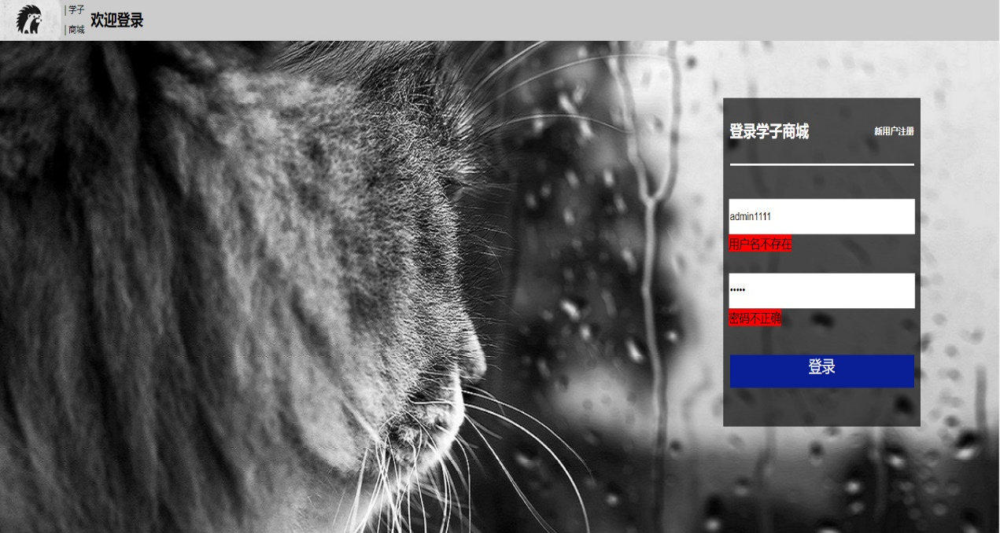 | 学子
| 商城
欢迎登录
登录学子商城
新用户注册
admin1111
用户名不存在
•••••
密码不正确
登录